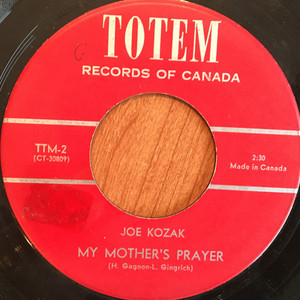 TOTEM
RECORDS OF CANADA
TTM-2
(CT-30809)
2:30
Made in Canada
JOE KOZAK
MY MOTHER'S PRAYER
(H. Gagnon-L. Gingrich)